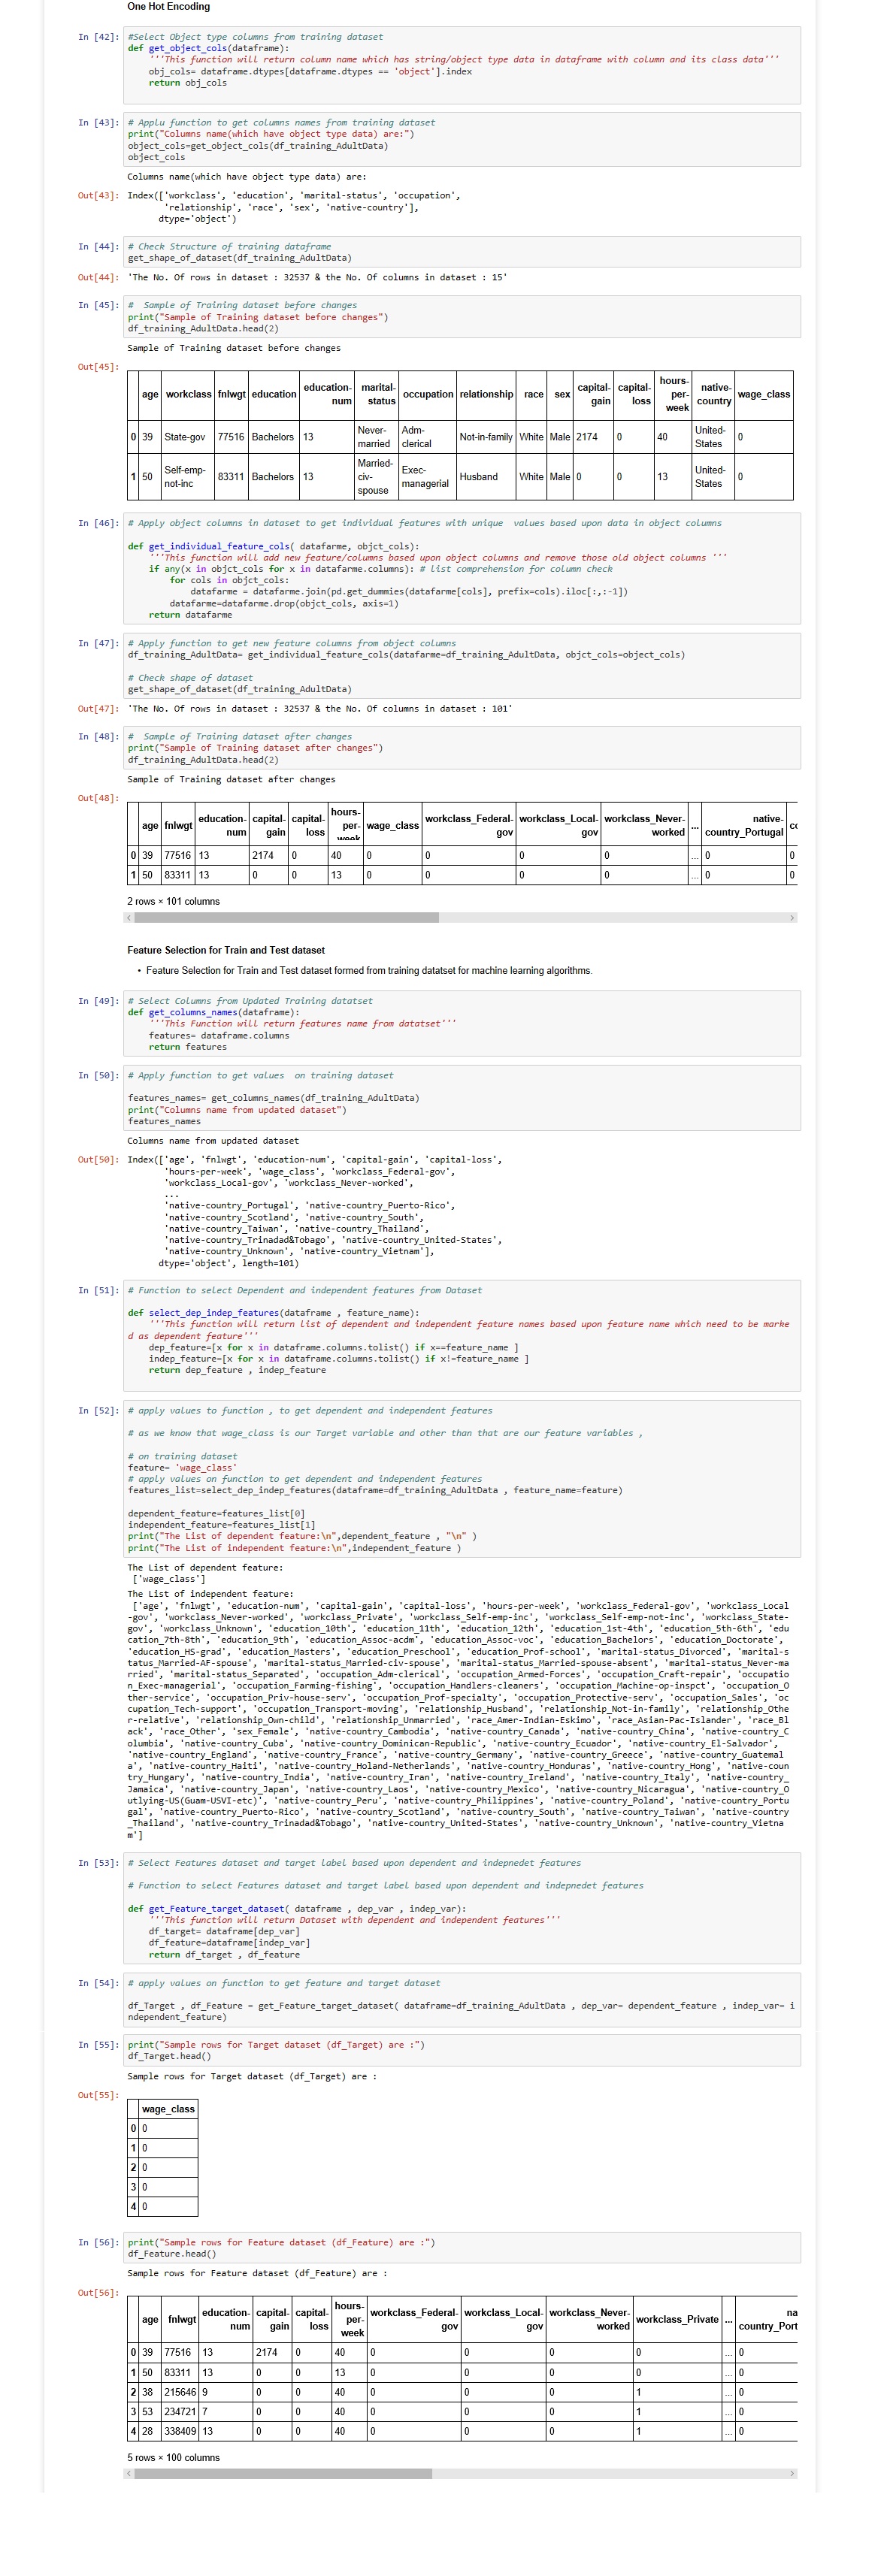 One Hot Encoding
In [42]: #Select Object type columns from training dataset
def get_object_cols(dataframe):
'''This function will return column name which has string/object type data in dataframe with column and its class data'''
obj_cols= dataframe.dtypes[dataframe.dtypes == 'object'].index
return obj_cols
In [43]: # Applu function to get columns names from training dataset
print("Columns name(which have object type data) are:")
object_cols=get_object_cols(df_training_AdultData)
object_cols
Columns name(which have object type data) are:
Out[43]: Index(['workclass', 'education', 'marital-status', 'occupation',
'relationship', 'race', 'sex', 'native-country'],
dtype='object')
In [44]: # Check Structure of training dataframe
get_shape_of_dataset(df_training_AdultData)
Out[44]: 'The No. Of rows in dataset : 32537 & the No. Of columns in dataset : 15'
In [45]: #  Sample of Training dataset before changes
print("Sample of Training dataset before changes")
df_training_AdultData.head(2)
Sample of Training dataset before changes
Out[45]:
age workclass fnlwgt education education-num marital-status occupation relationship race sex capital-gain capital-loss hours-per-week native-country wage_class
0 39 State-gov 77516 Bachelors 13 Never-married Adm-clerical Not-in-family White Male 2174 0 40 United-States 0
1 50 Self-emp-not-inc 83311 Bachelors 13 Married-civ-spouse Exec-managerial Husband White Male 0 0 13 United-States 0
In [46]: # Apply object columns in dataset to get individual features with unique  values based upon data in object columns
def get_individual_feature_cols( datafarme, objct_cols):
'''This function will add new feature/columns based upon object columns and remove those old object columns '''
if any(x in objct_cols for x in datafarme.columns): # list comprehension for column check
for cols in objct_cols:
datafarme = datafarme.join(pd.get_dummies(datafarme[cols], prefix=cols).iloc[:,:-1])
datafarme=datafarme.drop(objct_cols, axis=1)
return datafarme
In [47]: # Apply function to get new feature columns from object columns
df_training_AdultData= get_individual_feature_cols(datafarme=df_training_AdultData, objct_cols=object_cols)
# Check shape of dataset
get_shape_of_dataset(df_training_AdultData)
Out[47]: 'The No. Of rows in dataset : 32537 & the No. Of columns in dataset : 101'
In [48]: #  Sample of Training dataset after changes
print("Sample of Training dataset after changes")
df_training_AdultData.head(2)
Sample of Training dataset after changes
Out[48]:
age fnlwgt education-num capital-gain capital-loss hours-per-week wage_class workclass_Federal-gov workclass_Local-gov workclass_Never-worked ... native-country_Portugal
0 39 77516 13 2174 0 40 0 0 0 0 ... 0 0
1 50 83311 13 0 0 13 0 0 0 0 ... 0 0
2 rows × 101 columns
Feature Selection for Train and Test dataset
• Feature Selection for Train and Test dataset formed from training datatset for machine learning algorithms.
In [49]: # Select Columns from Updated Training datatset
def get_columns_names(dataframe):
'''This Function will return features name from datatset'''
features= dataframe.columns
return features
In [50]: # Apply function to get values  on training dataset
features_names= get_columns_names(df_training_AdultData)
print("Columns name from updated dataset")
features_names
Columns name from updated dataset
Out[50]: Index(['age', 'fnlwgt', 'education-num', 'capital-gain', 'capital-loss',
'hours-per-week', 'wage_class', 'workclass_Federal-gov',
'workclass_Local-gov', 'workclass_Never-worked',
...
'native-country_Portugal', 'native-country_Puerto-Rico',
'native-country_Scotland', 'native-country_South',
'native-country_Taiwan', 'native-country_Thailand',
'native-country_Trinadad&Tobago', 'native-country_United-States',
'native-country_Unknown', 'native-country_Vietnam'],
dtype='object', length=101)
In [51]: # Function to select Dependent and independent features from Dataset
def select_dep_indep_features(dataframe , feature_name):
'''This function will return list of dependent and independent feature names based upon feature name which need to be marke
d as dependent feature'''
dep_feature=[x for x in dataframe.columns.tolist() if x==feature_name ]
indep_feature=[x for x in dataframe.columns.tolist() if x!=feature_name ]
return dep_feature , indep_feature
In [52]: # apply values to function , to get dependent and independent features
# as we know that wage_class is our Target variable and other than that are our feature variables ,
# on training dataset
feature= 'wage_class'
# apply values on function to get dependent and independent features
features_list=select_dep_indep_features(dataframe=df_training_AdultData , feature_name=feature)
dependent_feature=features_list[0]
independent_feature=features_list[1]
print("The List of dependent feature:\n",dependent_feature , "\n" )
print("The List of independent feature:\n",independent_feature )
The List of dependent feature:
['wage_class']
The List of independent feature:
['age', 'fnlwgt', 'education-num', 'capital-gain', 'capital-loss', 'hours-per-week', 'workclass_Federal-gov', 'workclass_Local
-gov', 'workclass_Never-worked', 'workclass_Private', 'workclass_Self-emp-inc', 'workclass_Self-emp-not-inc', 'workclass_State-
gov', 'workclass_Unknown', 'education_10th', 'education_11th', 'education_12th', 'education_1st-4th', 'education_5th-6th', 'edu
cation_7th-8th', 'education_9th', 'education_Assoc-acdm', 'education_Assoc-voc', 'education_Bachelors', 'education_Doctorate',
'education_HS-grad', 'education_Masters', 'education_Preschool', 'education_Prof-school', 'marital-status_Divorced', 'marital-s
tatus_Married-AF-spouse', 'marital-status_Married-civ-spouse', 'marital-status_Married-spouse-absent', 'marital-status_Never-ma
rried', 'marital-status_Separated', 'occupation_Adm-clerical', 'occupation_Armed-Forces', 'occupation_Craft-repair', 'occupatio
n_Exec-managerial', 'occupation_Farming-fishing', 'occupation_Handlers-cleaners', 'occupation_Machine-op-inspct', 'occupation_O
ther-service', 'occupation_Priv-house-serv', 'occupation_Prof-specialty', 'occupation_Protective-serv', 'occupation_Sales', 'oc
cupation_Tech-support', 'occupation_Transport-moving', 'relationship_Husband', 'relationship_Not-in-family', 'relationship_Othe
r-relative', 'relationship_Own-child', 'relationship_Unmarried', 'race_Amer-Indian-Eskimo', 'race_Asian-Pac-Islander', 'race_Bl
ack', 'race_Other', 'sex_Female', 'native-country_Cambodia', 'native-country_Canada', 'native-country_China', 'native-country_C
olumbia', 'native-country_Cuba', 'native-country_Dominican-Republic', 'native-country_Ecuador', 'native-country_El-Salvador',
'native-country_England', 'native-country_France', 'native-country_Germany', 'native-country_Greece', 'native-country_Guatemal
a', 'native-country_Haiti', 'native-country_Holand-Netherlands', 'native-country_Honduras', 'native-country_Hong', 'native-coun
try_Hungary', 'native-country_India', 'native-country_Iran', 'native-country_Ireland', 'native-country_Italy', 'native-country_
Jamaica', 'native-country_Japan', 'native-country_Laos', 'native-country_Mexico', 'native-country_Nicaragua', 'native-country_O
utlying-US(Guam-USVI-etc)', 'native-country_Peru', 'native-country_Philippines', 'native-country_Poland', 'native-country_Portu
gal', 'native-country_Puerto-Rico', 'native-country_Scotland', 'native-country_South', 'native-country_Taiwan', 'native-country
_Thailand', 'native-country_Trinadad&Tobago', 'native-country_United-States', 'native-country_Unknown', 'native-country_Vietna
m']
In [53]: # Select Features dataset and target label based upon dependent and indepnedet features
# Function to select Features dataset and target label based upon dependent and indepnedet features
def get_Feature_target_dataset( dataframe , dep_var , indep_var):
'''This function will return Dataset with dependent and independent features'''
df_target= dataframe[dep_var]
df_feature=dataframe[indep_var]
return df_target , df_feature
In [54]: # apply values on function to get feature and target dataset
df_Target , df_Feature = get_Feature_target_dataset( dataframe=df_training_AdultData , dep_var= dependent_feature , indep_var= i
ndependent_feature)
In [55]: print("Sample rows for Target dataset (df_Target) are :")
df_Target.head()
Sample rows for Target dataset (df_Target) are :
Out[55]:
wage_class
0 0
1 0
2 0
3 0
4 0
In [56]: print("Sample rows for Feature dataset (df_Feature) are :")
df_Feature.head()
Sample rows for Feature dataset (df_Feature) are :
Out[56]:
age fnlwgt education-num capital-gain capital-loss hours-per-week workclass_Federal-gov workclass_Local-gov workclass_Never-worked workclass_Private ... na country_Port
0 39 77516 13 2174 0 40 0 0 0 0 ... 0
1 50 83311 13 0 0 13 0 0 0 0 ... 0
2 38 215646 9 0 0 40 0 0 0 1 ... 0
3 53 234721 7 0 0 40 0 0 0 1 ... 0
4 28 338409 13 0 0 40 0 0 0 1 ... 0
5 rows × 100 columns